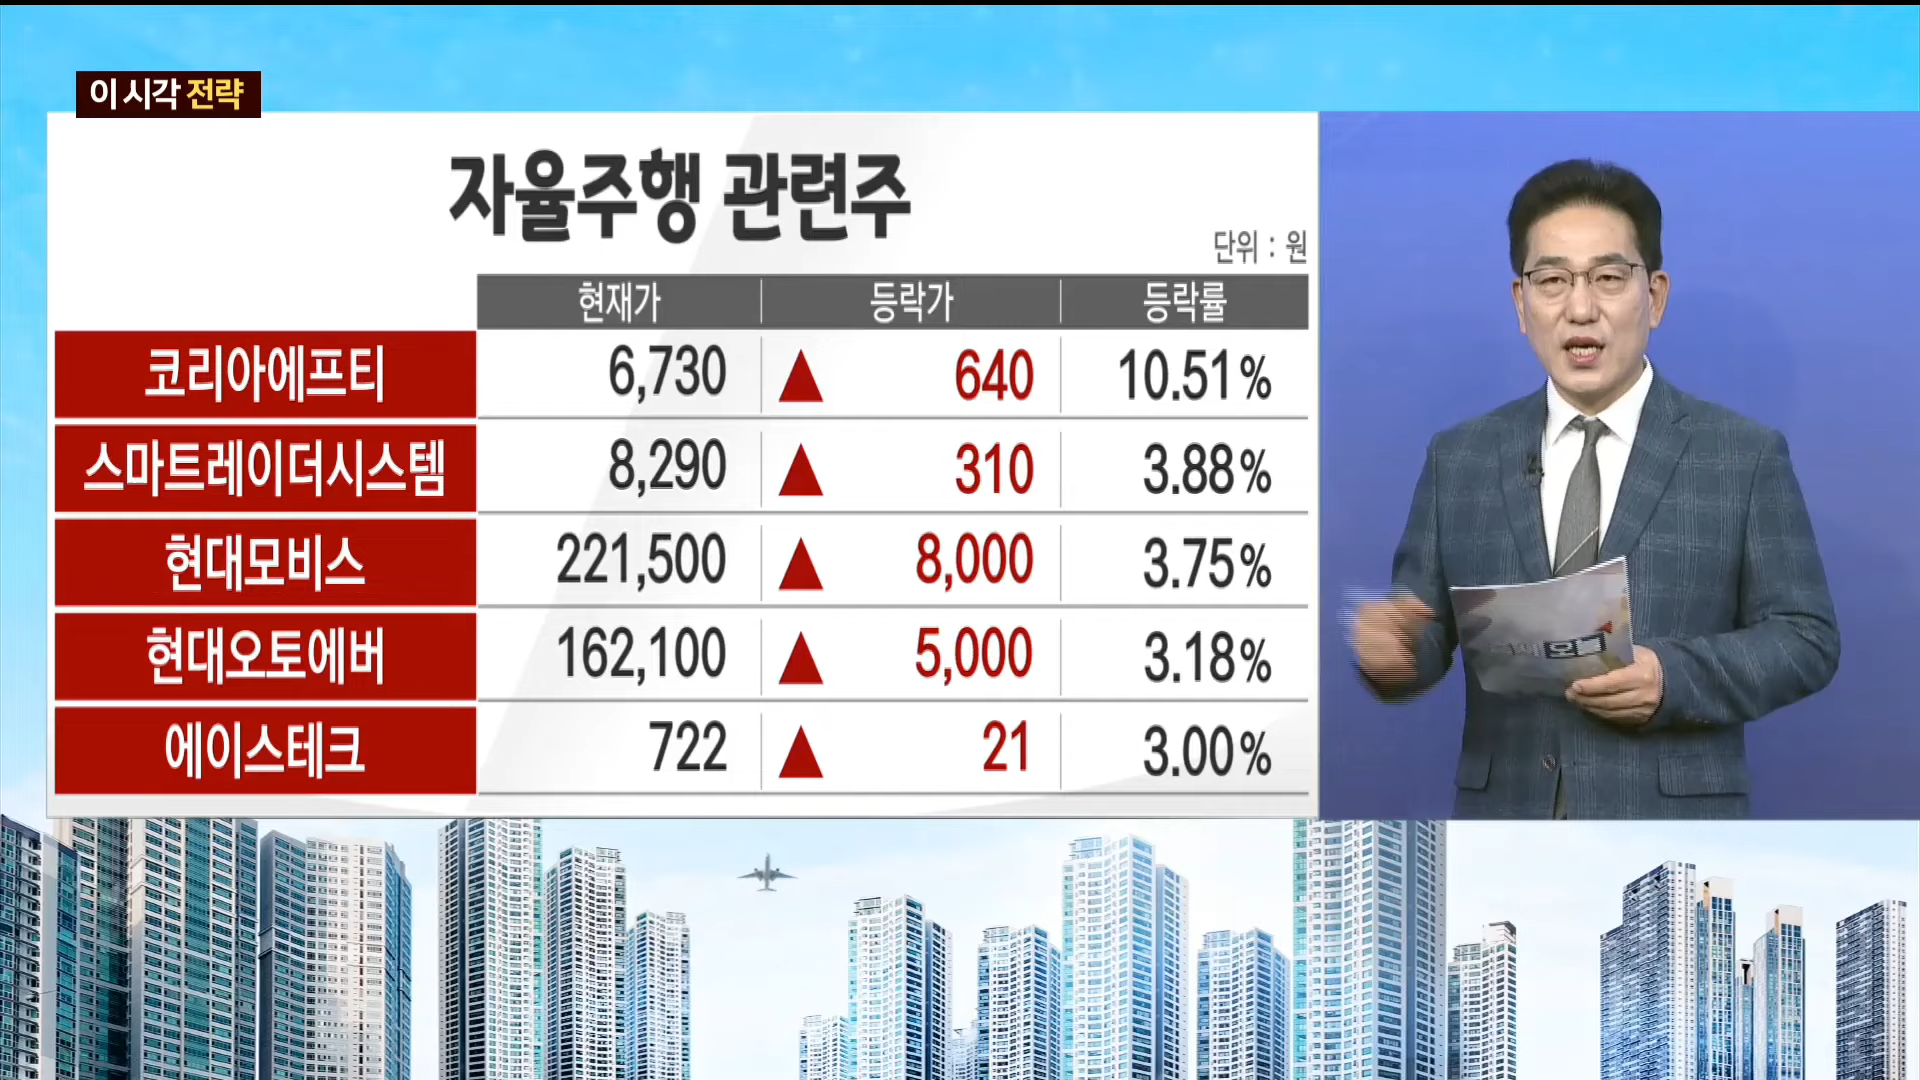 이 시각 전략
자율주행 관련주
단위 : 원
현재가 등락가 등락률
코리아에프티 6,730 ▲ 640 10.51%
스마트레이더시스템 8,290 ▲ 310 3.88%
현대모비스 221,500 ▲ 8,000 3.75%
현대오토에버 162,100 ▲ 5,000 3.18%
에이스테크 722 ▲ 21 3.00%